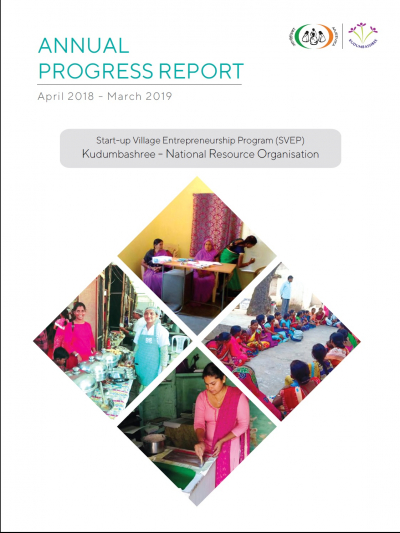 ANNUAL
PROGRESS REPORT
April 2018 – March 2019
Start-up Village Entrepreneurship Program (SVEP)
Kudumbashree – National Resource Organisation